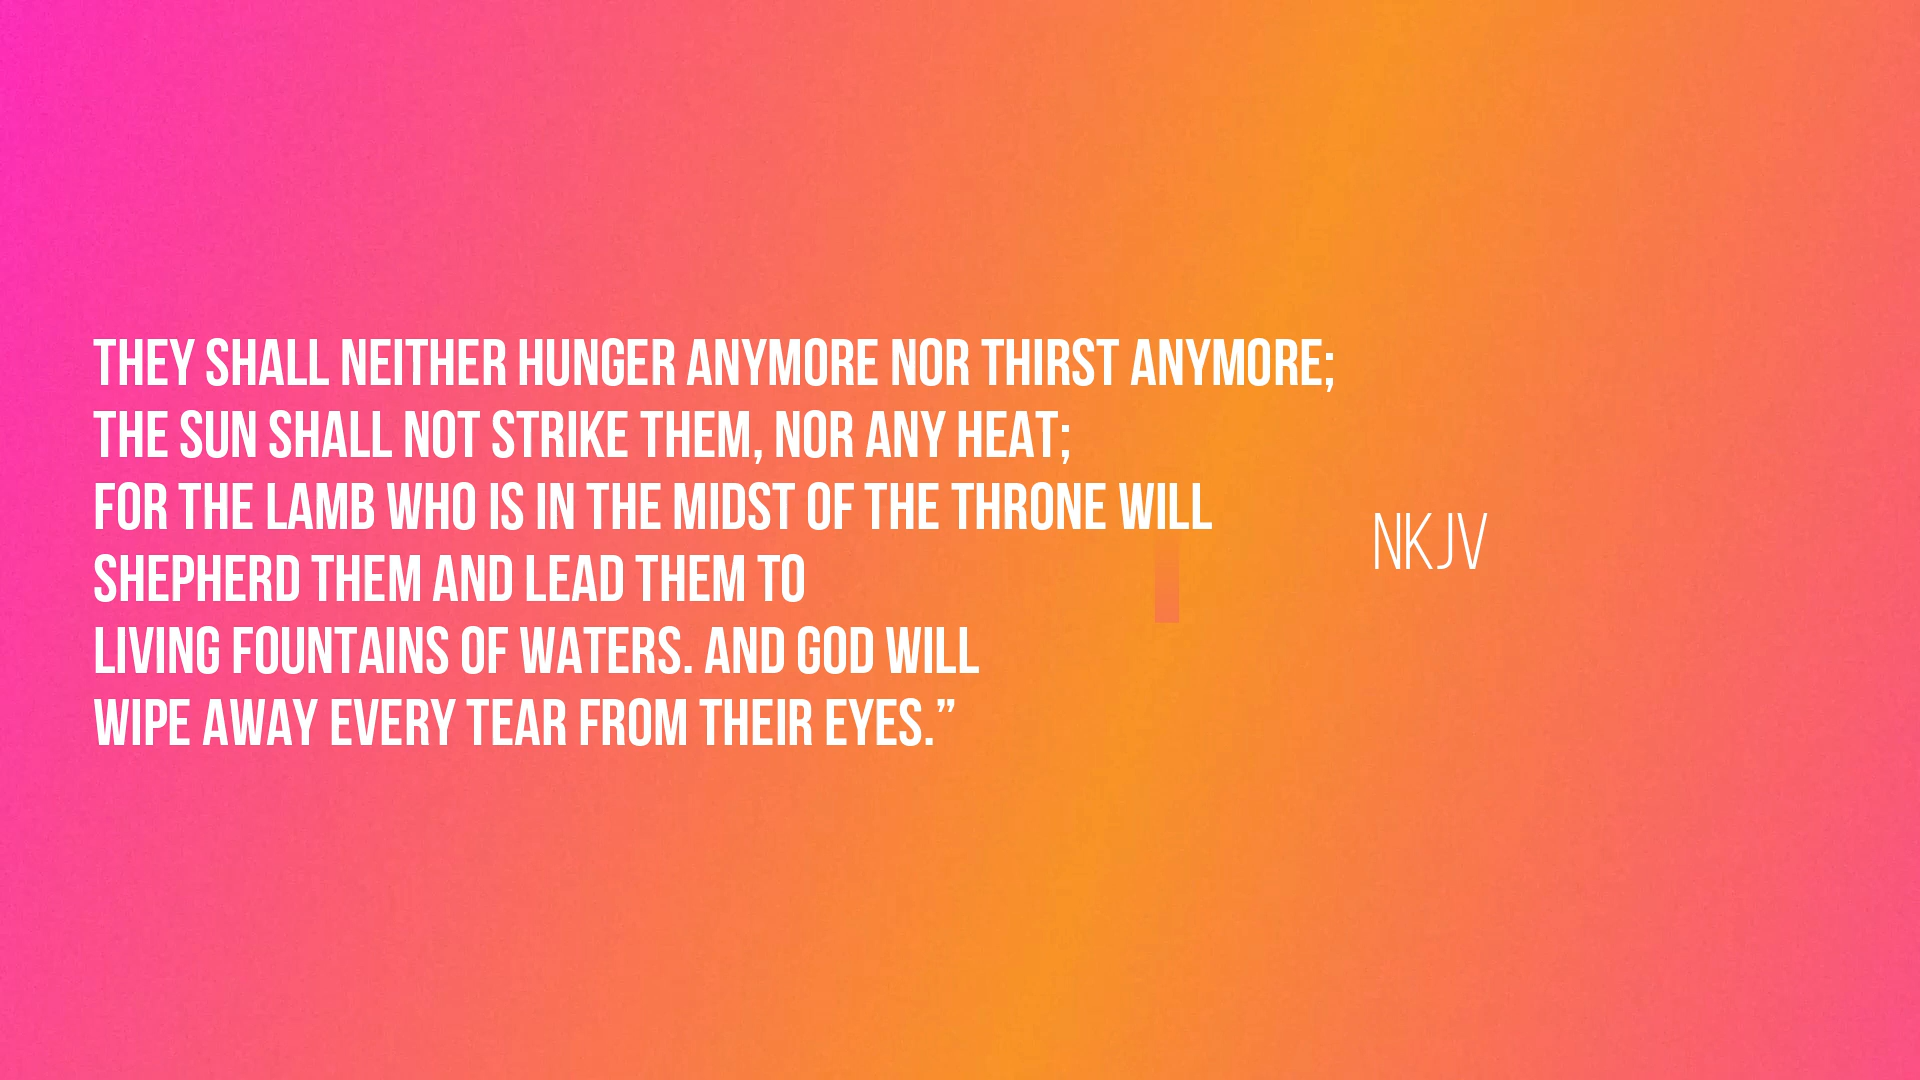 THEY SHALL NEITHER HUNGER ANYMORE NOR THIRST ANYMORE;
THE SUN SHALL NOT STRIKE THEM, NOR ANY HEAT;
FOR THE LAMB WHO IS IN THE MIDST OF THE THRONE WILL
SHEPHERD THEM AND LEAD THEM TO
LIVING FOUNTAINS OF WATERS. AND GOD WILL
WIPE AWAY EVERY TEAR FROM THEIR EYES.”
NKJV